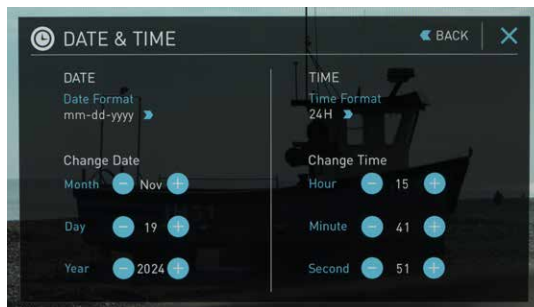 DATE & TIME
BACK
DATE
Date Format
mm-dd-yyyy
Change Date
Month - Nov +
Day - 19 +
Year - 2024 +
TIME
Time Format
24H
Change Time
Hour - 15 +
Minute - 41 +
Second - 51 +